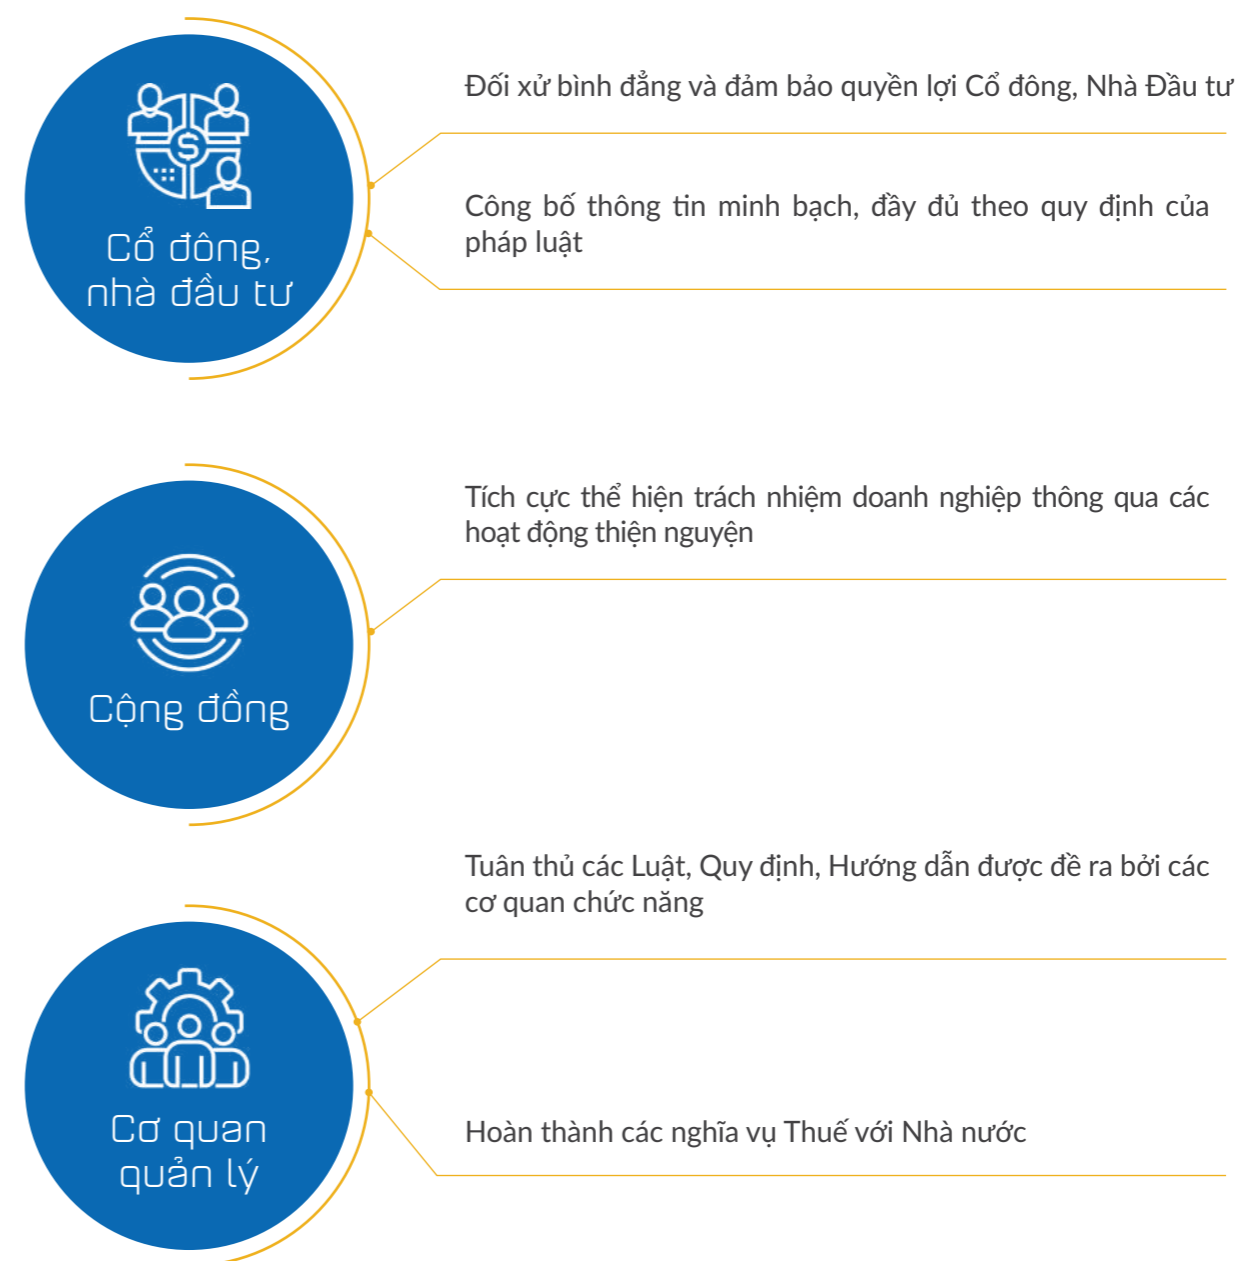 Cổ đông,
nhà đầu tư
Đối xử bình đẳng và đảm bảo quyền lợi Cổ đông, Nhà Đầu tư
Công bố thông tin minh bạch, đầy đủ theo quy định của
pháp luật
Cộng đồng
Tích cực thể hiện trách nhiệm doanh nghiệp thông qua các
hoạt động thiện nguyện
Cơ quan
quản lý
Tuân thủ các Luật, Quy định, Hướng dẫn được đề ra bởi các
cơ quan chức năng
Hoàn thành các nghĩa vụ Thuế với Nhà nước